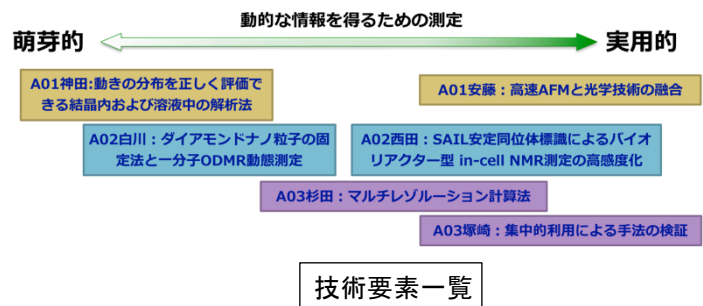 動的な情報を得るための測定
萌芽的
実用的
A01神田:動きの分布を正しく評価で
きる結晶内および溶液中の解析法
A01安藤：高速AFMと光学技術の融合
A02白川：ダイアモンドナノ粒子の固
定法と一分子ODMR動態測定
A02西田：SAIL安定同位体標識によるバイオ
リアクター型 in-cell NMR測定の高感度化
A03杉田：マルチレゾルーション計算法
A03塚崎：集中的利用による手法の検証
技術要素一覧